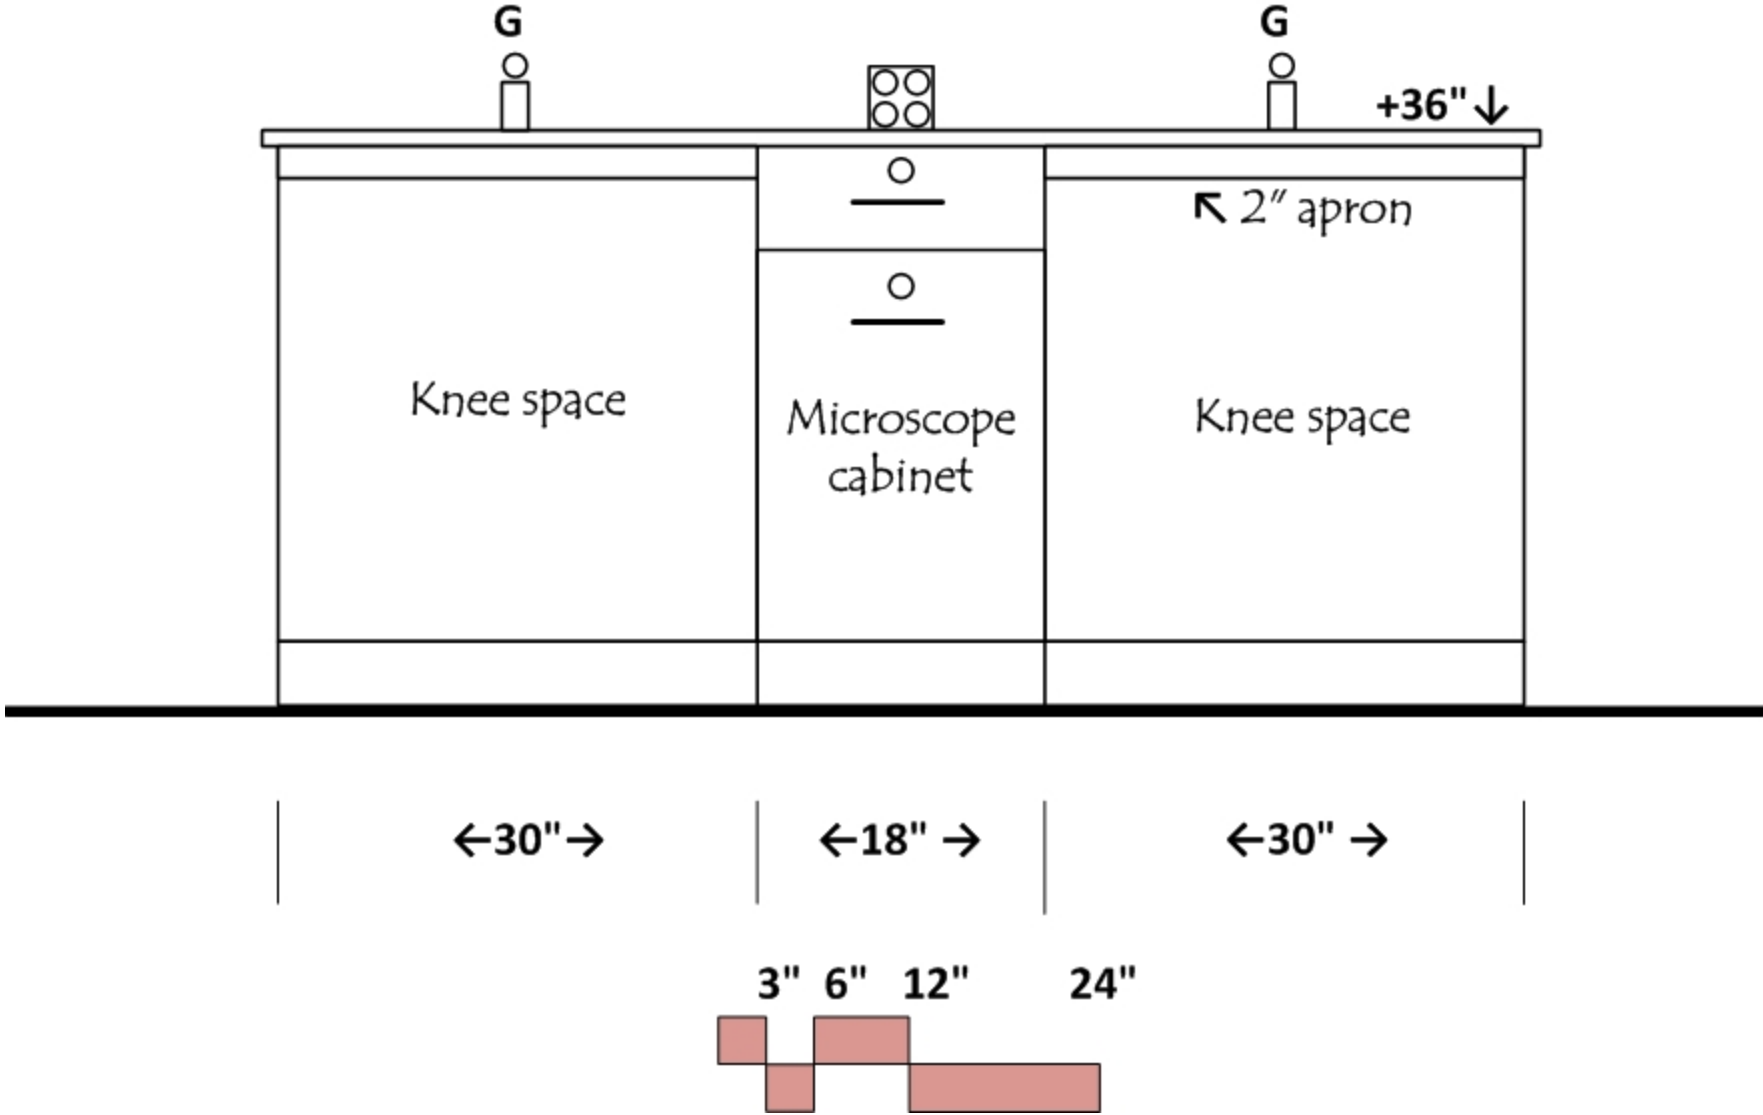 G G
+36"↓
↖ 2" apron
Knee space
Microscope
cabinet
Knee space
←30"→ ←18" → ←30" →
3" 6" 12" 24"